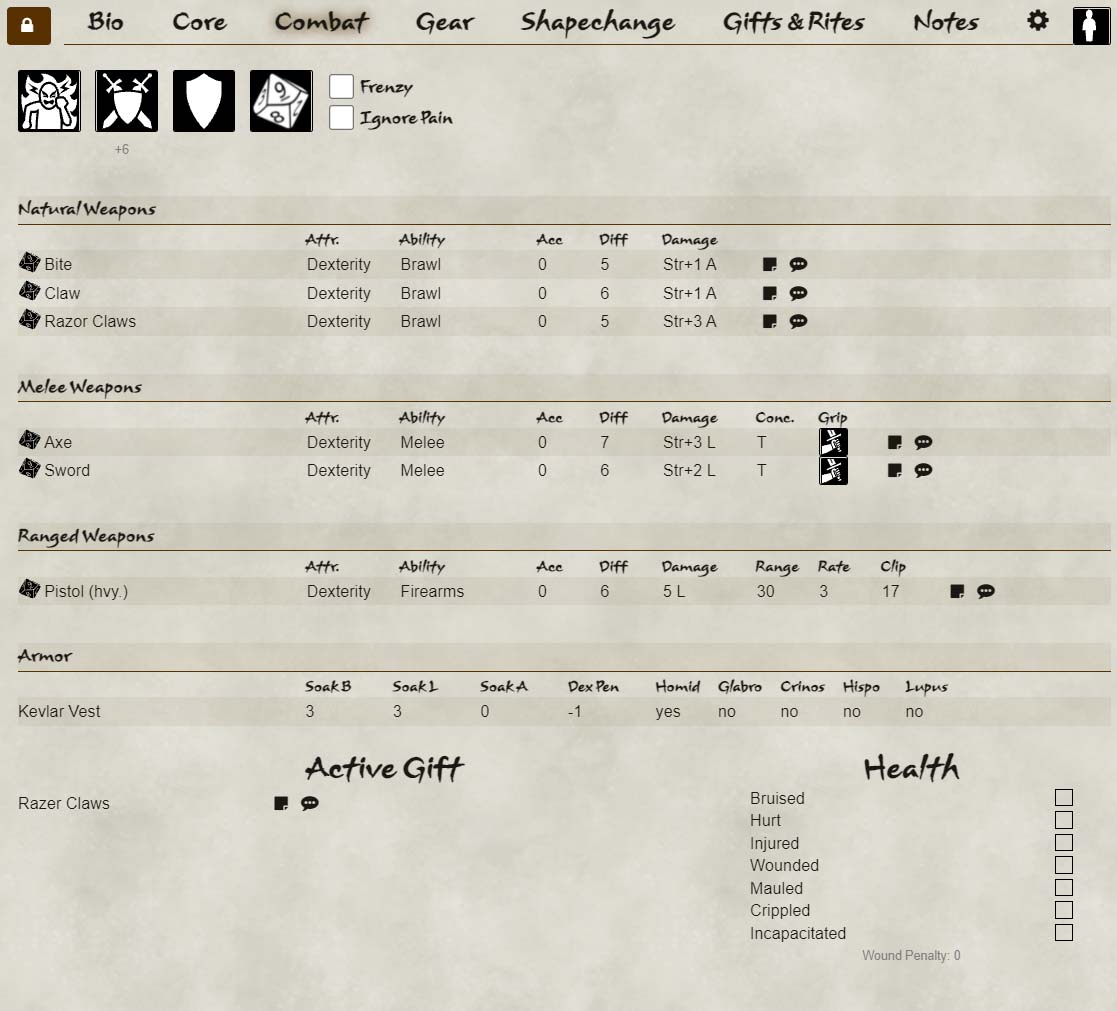 Bio Core Combat Gear Shapechange Gifts & Rites Notes
Frenzy
Ignore Pain
+6
Natural Weapons
Attr. Ability Acc Diff Damage
Bite Dexterity Brawl 0 5 Str+1 A
Claw Dexterity Brawl 0 6 Str+1 A
Razor Claws Dexterity Brawl 0 5 Str+3 A
Melee Weapons
Attr. Ability Acc Diff Damage Conc. Grip
Axe Dexterity Melee 0 7 Str+3 L T
Sword Dexterity Melee 0 6 Str+2 L T
Ranged Weapons
Attr. Ability Acc Diff Damage Range Rate Clip
Pistol (hvy.) Dexterity Firearms 0 6 5 L 30 3 17
Armor
Soak B Soak L Soak A Dex Pen Homid Glabro Crinos Hispo Lupus
Kevlar Vest 3 3 0 -1 yes no no no no
Active Gift Health
Razer Claws
Bruised
Hurt
Injured
Wounded
Mauled
Crippled
Incapacitated
Wound Penalty: 0